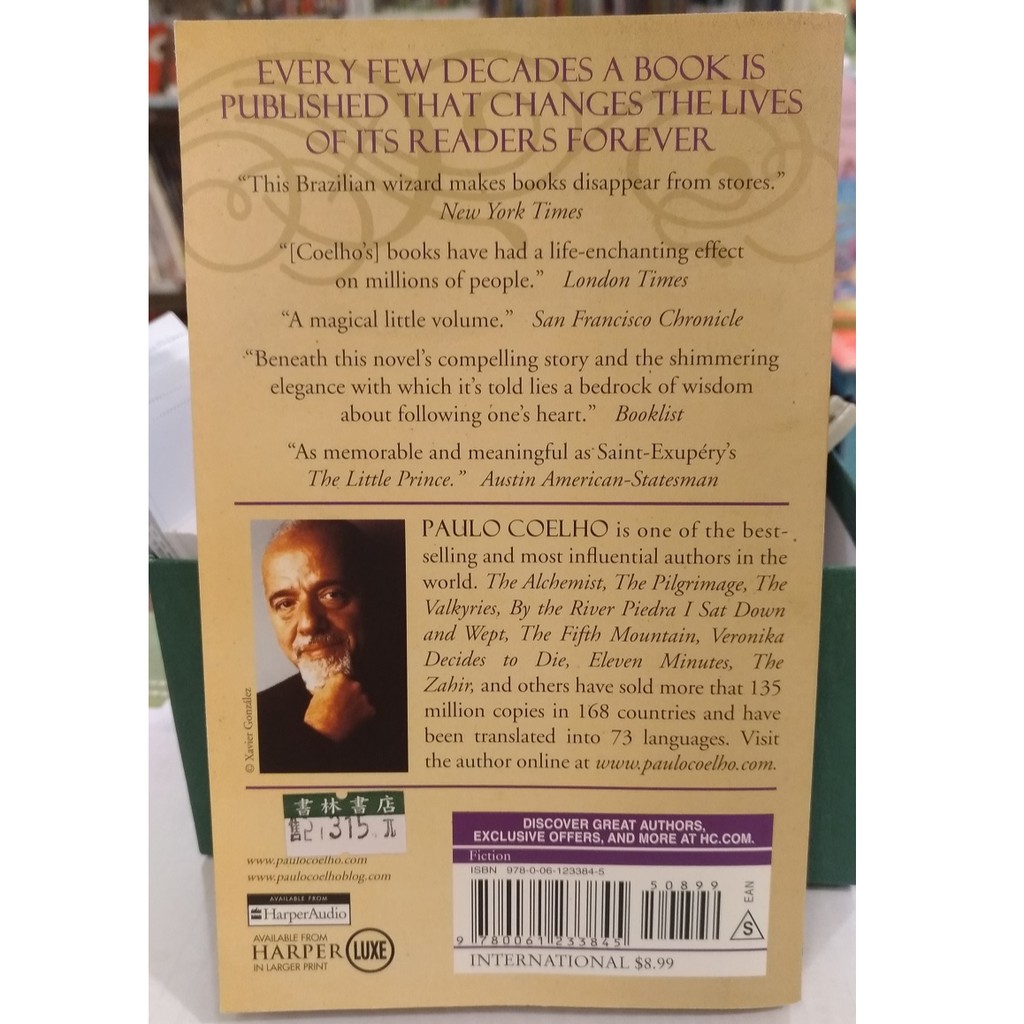 EVERY FEW DECADES A BOOK IS
PUBLISHED THAT CHANGES THE LIVES
OF ITS READERS FOREVER
“This Brazilian wizard makes books disappear from stores.”
New York Times
“[Coelho’s] books have had a life-enchanting effect
on millions of people.” London Times
“A magical little volume.” San Francisco Chronicle
“Beneath this novel’s compelling story and the shimmering
elegance with which it’s told lies a bedrock of wisdom
about following one’s heart.” Booklist
“As memorable and meaningful as Saint-Exupéry’s
The Little Prince.” Austin American-Statesman
PAULO COELHO is one of the best-
selling and most influential authors in the
world. The Alchemist, The Pilgrimage, The
Valkyries, By the River Piedra I Sat Down
and Wept, The Fifth Mountain, Veronika
Decides to Die, Eleven Minutes, The
Zahir, and others have sold more that 135
million copies in 168 countries and have
been translated into 73 languages. Visit
the author online at www.paulocoelho.com.
© Xavier González
書林書店
315 元
www.paulocoelho.com
www.paulocoelhoblog.com
AVAILABLE FROM
HarperAudio
AVAILABLE FROM
HARPER LUXE
IN LARGER PRINT
DISCOVER GREAT AUTHORS,
EXCLUSIVE OFFERS, AND MORE AT HC.COM.
Fiction
ISBN 978-0-06-123384-5
50899
EAN
S
9 780061 233845
INTERNATIONAL $8.99